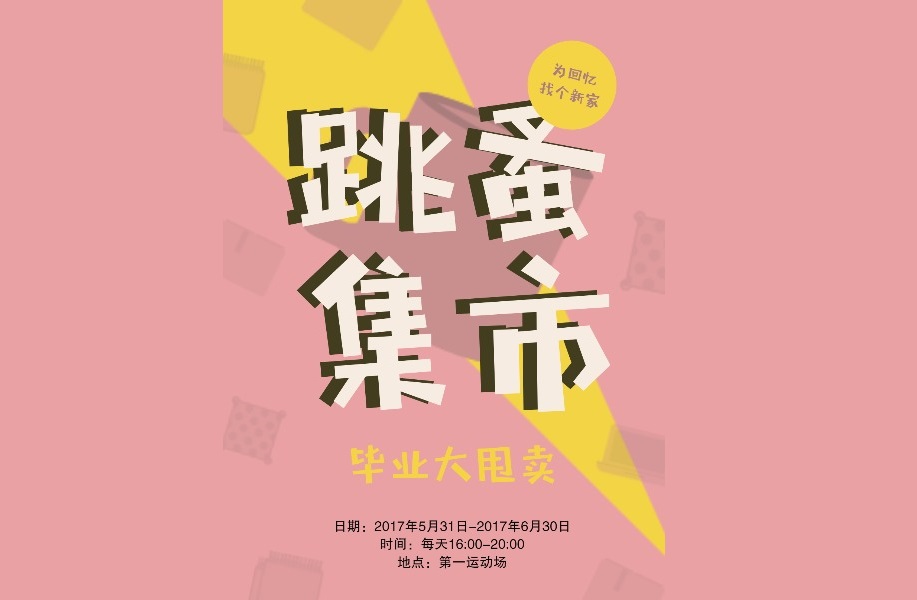 为回忆
找个新家
跳蚤
集市
毕业大甩卖
日期：2017年5月31日-2017年6月30日
时间：每天16:00-20:00
地点：第一运动场